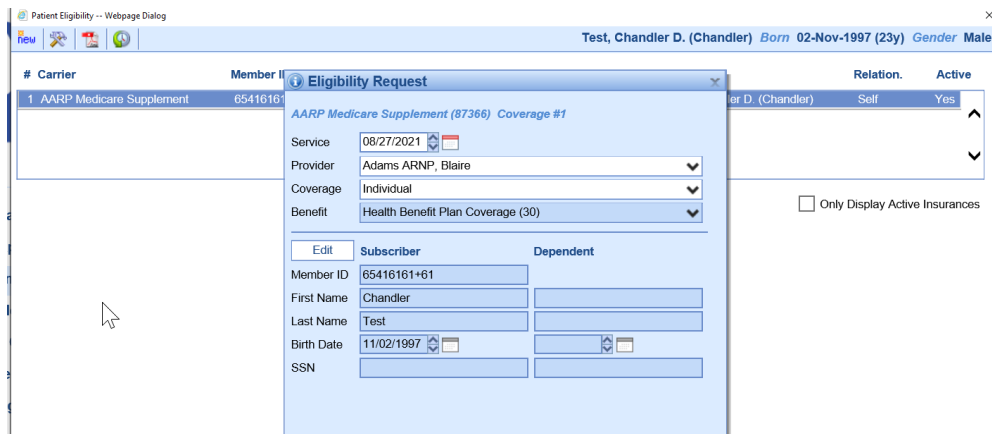 Patient Eligibility -- Webpage Dialog
new
Test, Chandler D. (Chandler) Born 02-Nov-1997 (23y) Gender Male
# Carrier Member Relation. Active
1 AARP Medicare Supplement 65416161 er D. (Chandler) Self Yes
Only Display Active Insurances
Eligibility Request
AARP Medicare Supplement (87366) Coverage #1
Service 08/27/2021
Provider Adams ARNP, Blaire
Coverage Individual
Benefit Health Benefit Plan Coverage (30)
Edit Subscriber Dependent
Member ID 65416161+61
First Name Chandler
Last Name Test
Birth Date 11/02/1997
SSN